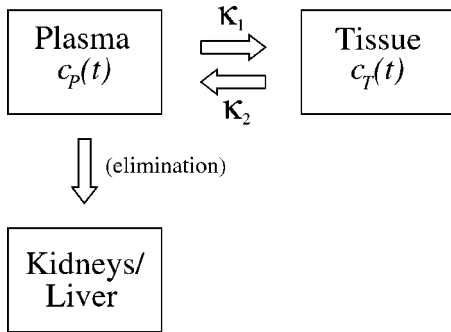 Plasma
c_P(t)
κ₁
κ₂
Tissue
c_T(t)
(elimination)
Kidneys/
Liver